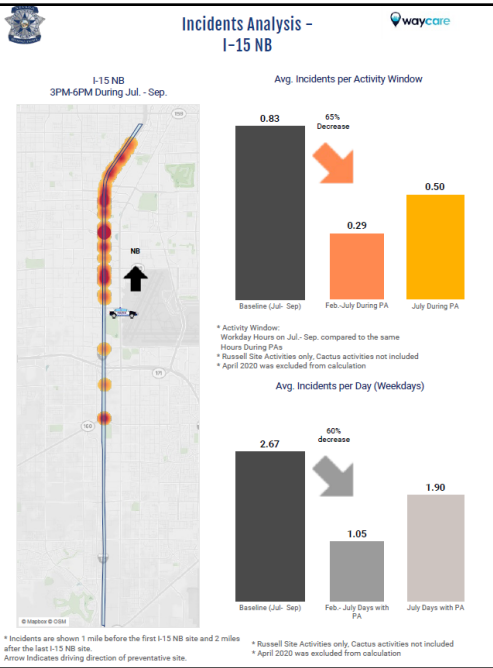 Incidents Analysis –
I-15 NB
waycare
I-15 NB
3PM-6PM During Jul. - Sep.
NB
© Mapbox © OSM
* Incidents are shown 1 mile before the first I-15 NB site and 2 miles
after the last I-15 NB site.
Arrow Indicates driving direction of preventative site.
Avg. Incidents per Activity Window
0.83
65%
Decrease
0.29
0.50
Baseline (Jul- Sep)
Feb.-July During PA
July During PA
* Activity Window:
Workday Hours on Jul.- Sep. compared to the same
Hours During PAs
* Russell Site Activities only, Cactus activities not included
* April 2020 was excluded from calculation
Avg. Incidents per Day (Weekdays)
2.67
60%
decrease
1.05
1.90
Baseline (Jul- Sep)
Feb.- July Days with
PA
July Days with PA
* Russell Site Activities only, Cactus activities not included
* April 2020 was excluded from calculation